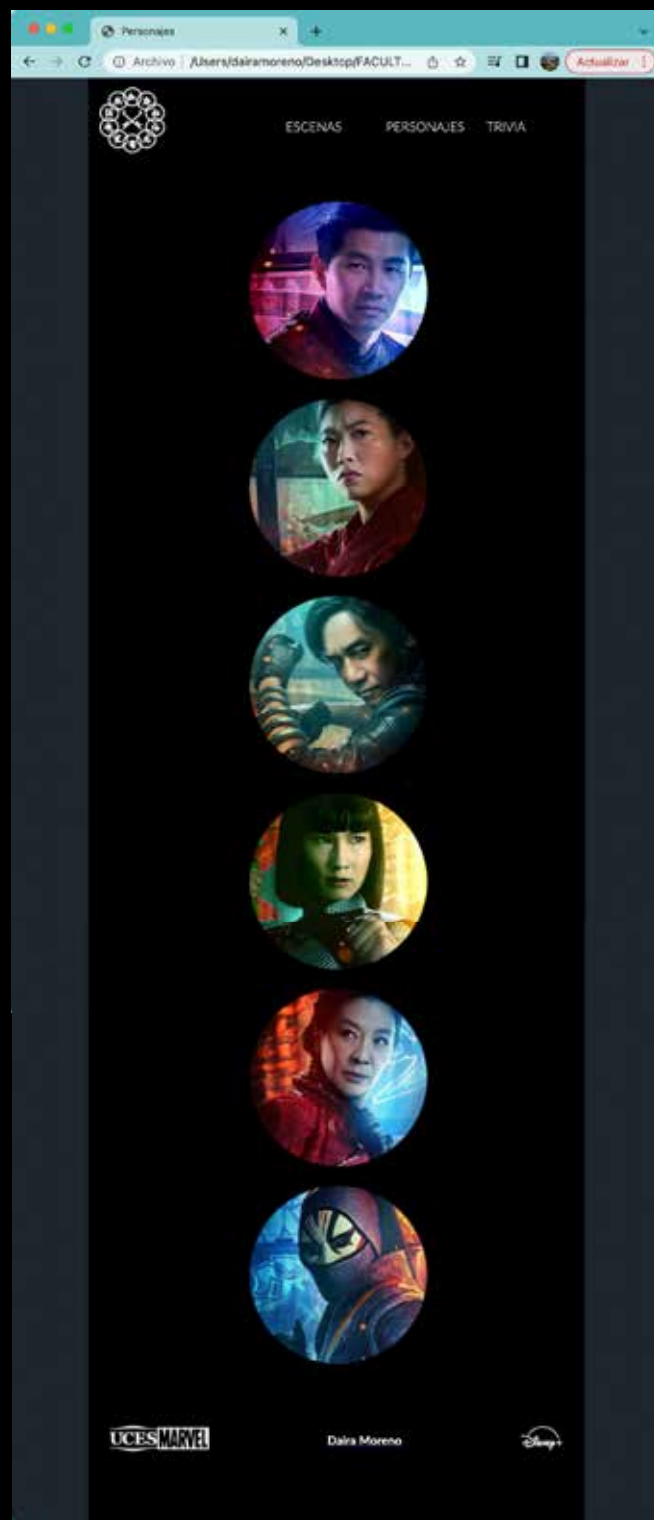 Personajes
Archivo /Users/dairamoreno/Desktop/FACULT... Actualizar
ESCENAS PERSONAJES TRIVIA
UCES MARVEL Daira Moreno Disney+